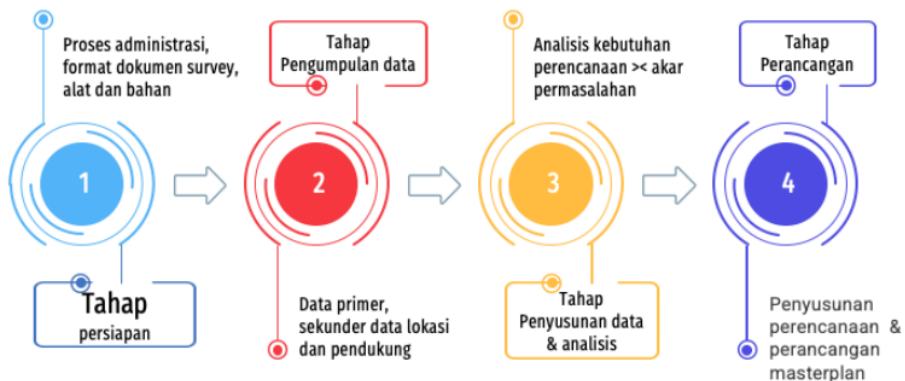 Proses administrasi,
format dokumen survey,
alat dan bahan
1
Tahap
persiapan
Tahap
Pengumpulan data
2
Data primer,
sekunder data lokasi
dan pendukung
Analisis kebutuhan
perencanaan >< akar
permasalahan
3
Tahap
Penyusunan data
& analisis
Tahap
Perancangan
4
Penyusunan
perencanaan &
perancangan
masterplan